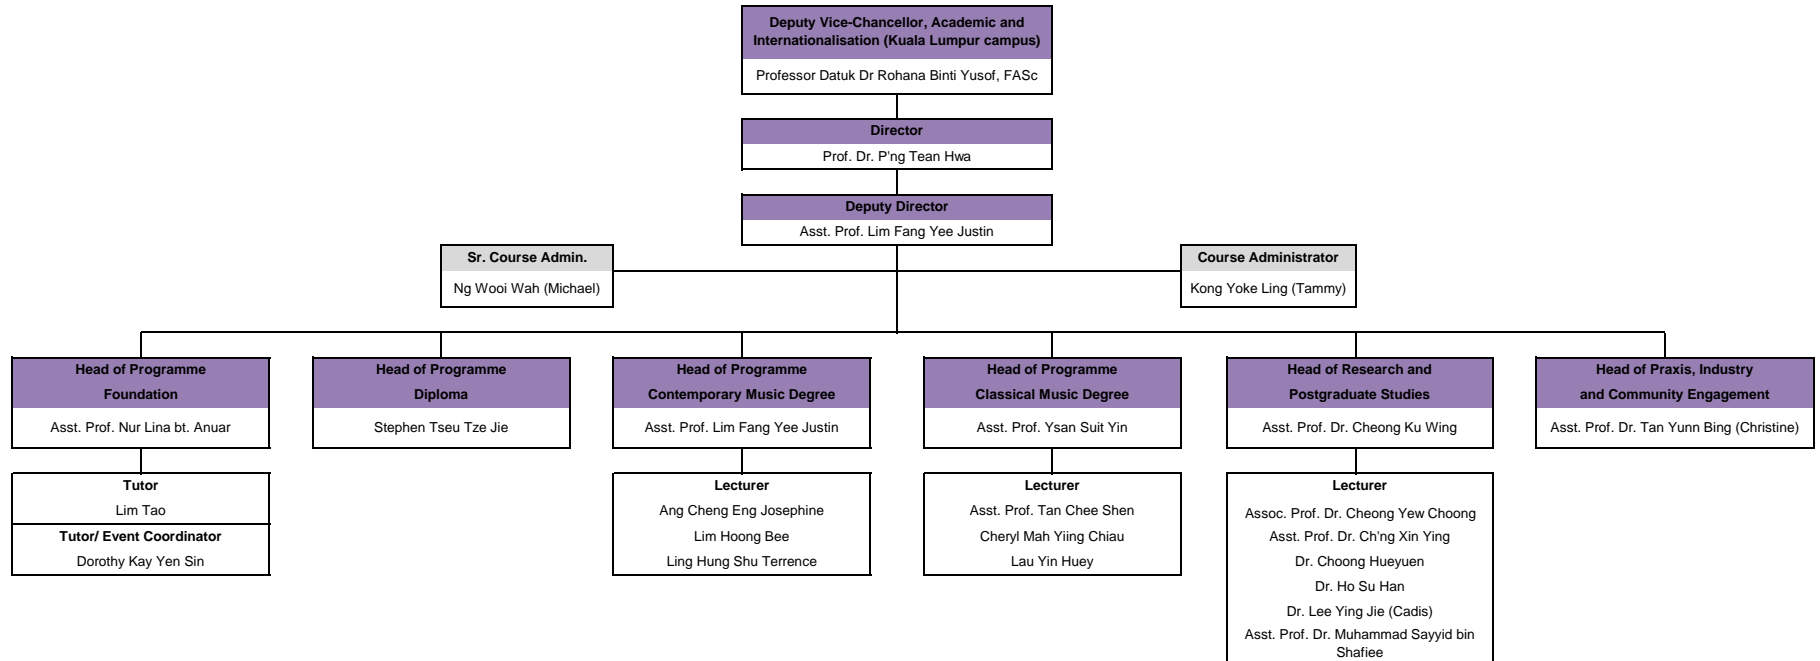 Deputy Vice-Chancellor, Academic and
Internationalisation (Kuala Lumpur campus)
Professor Datuk Dr Rohana Binti Yusof, FASc
Director
Prof. Dr. P'ng Tean Hwa
Deputy Director
Asst. Prof. Lim Fang Yee Justin
Sr. Course Admin.
Ng Wooi Wah (Michael)
Course Administrator
Kong Yoke Ling (Tammy)
Head of Programme
Foundation
Asst. Prof. Nur Lina bt. Anuar
Tutor
Lim Tao
Tutor/ Event Coordinator
Dorothy Kay Yen Sin
Head of Programme
Diploma
Stephen Tseu Tze Jie
Head of Programme
Contemporary Music Degree
Asst. Prof. Lim Fang Yee Justin
Lecturer
Ang Cheng Eng Josephine
Lim Hoong Bee
Ling Hung Shu Terrence
Head of Programme
Classical Music Degree
Asst. Prof. Ysan Suit Yin
Lecturer
Asst. Prof. Tan Chee Shen
Cheryl Mah Yiing Chiau
Lau Yin Huey
Head of Research and
Postgraduate Studies
Asst. Prof. Dr. Cheong Ku Wing
Lecturer
Assoc. Prof. Dr. Cheong Yew Choong
Asst. Prof. Dr. Ch'ng Xin Ying
Dr. Choong Hueyuen
Dr. Ho Su Han
Dr. Lee Ying Jie (Cadis)
Asst. Prof. Dr. Muhammad Sayyid bin
Shafiee
Head of Praxis, Industry
and Community Engagement
Asst. Prof. Dr. Tan Yunn Bing (Christine)